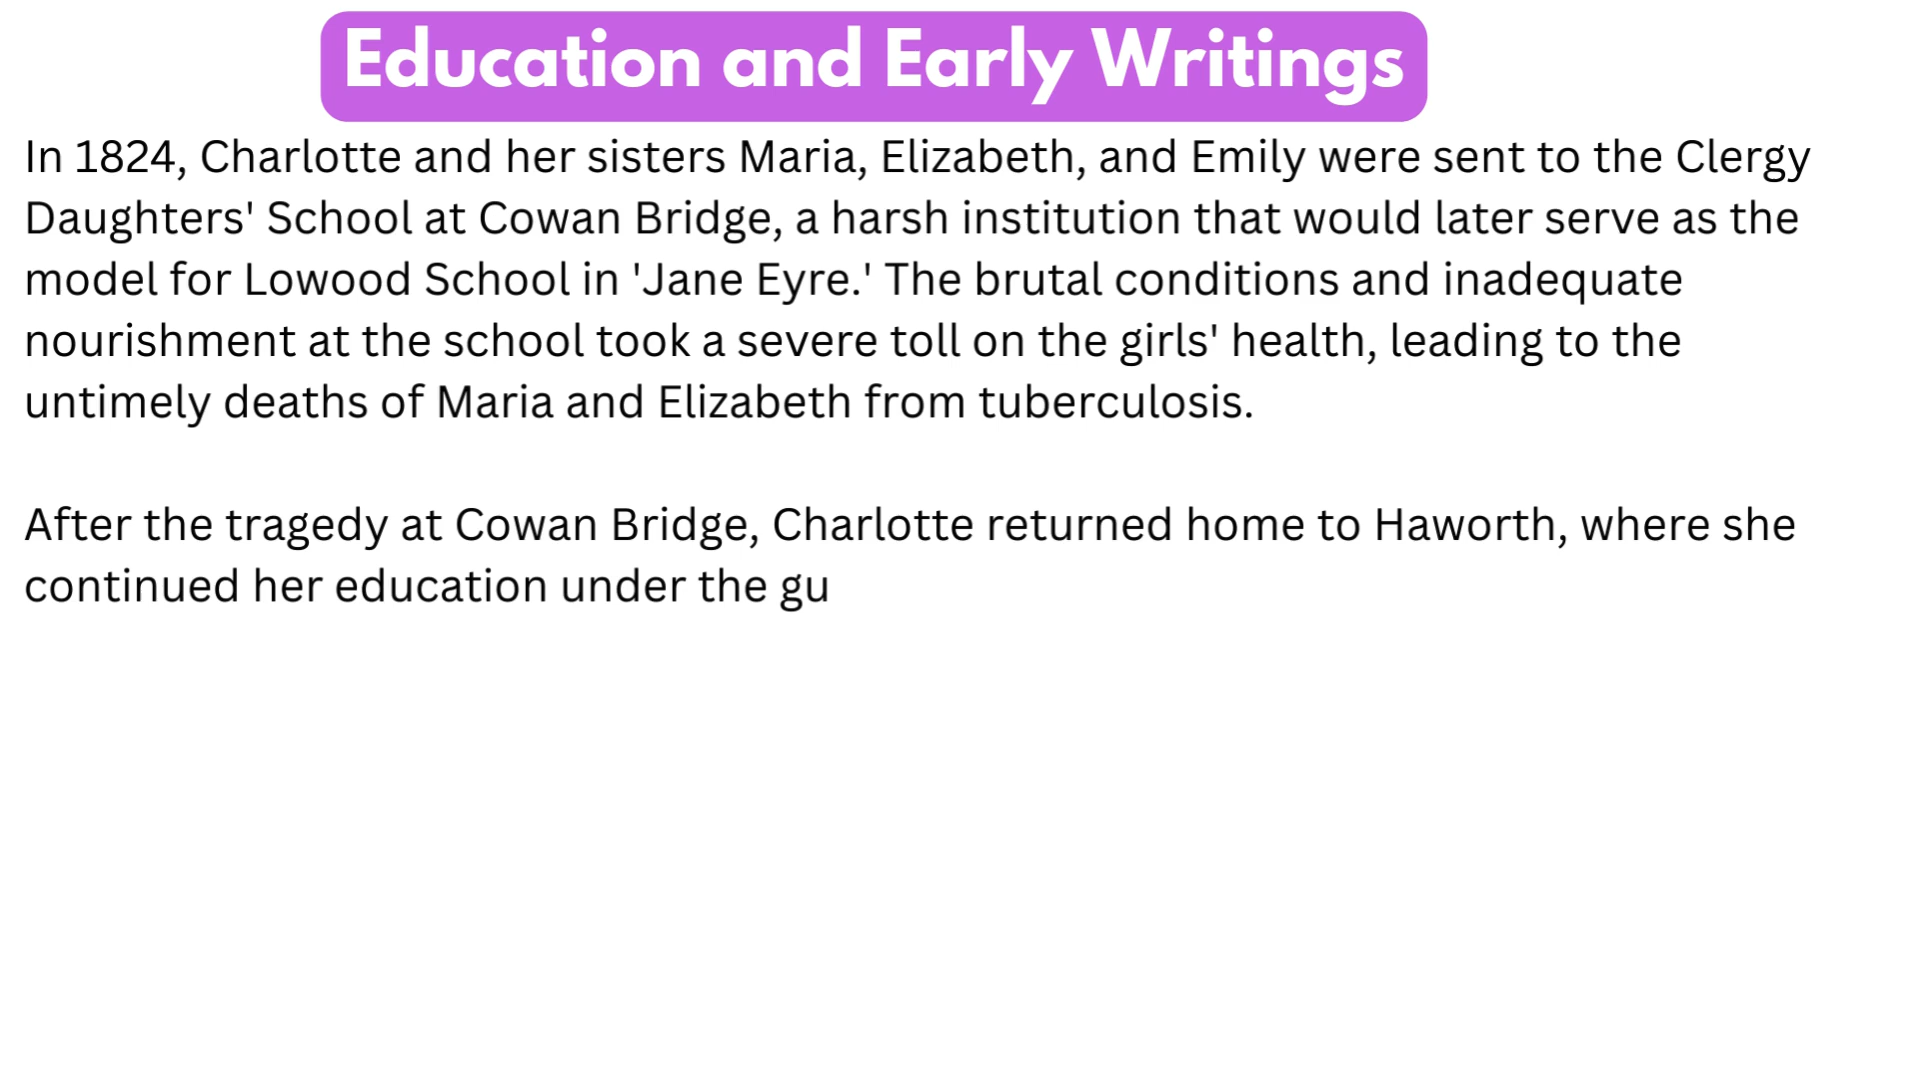 Education and Early Writings
In 1824, Charlotte and her sisters Maria, Elizabeth, and Emily were sent to the Clergy
Daughters' School at Cowan Bridge, a harsh institution that would later serve as the
model for Lowood School in 'Jane Eyre.' The brutal conditions and inadequate
nourishment at the school took a severe toll on the girls' health, leading to the
untimely deaths of Maria and Elizabeth from tuberculosis.
After the tragedy at Cowan Bridge, Charlotte returned home to Haworth, where she
continued her education under the gu